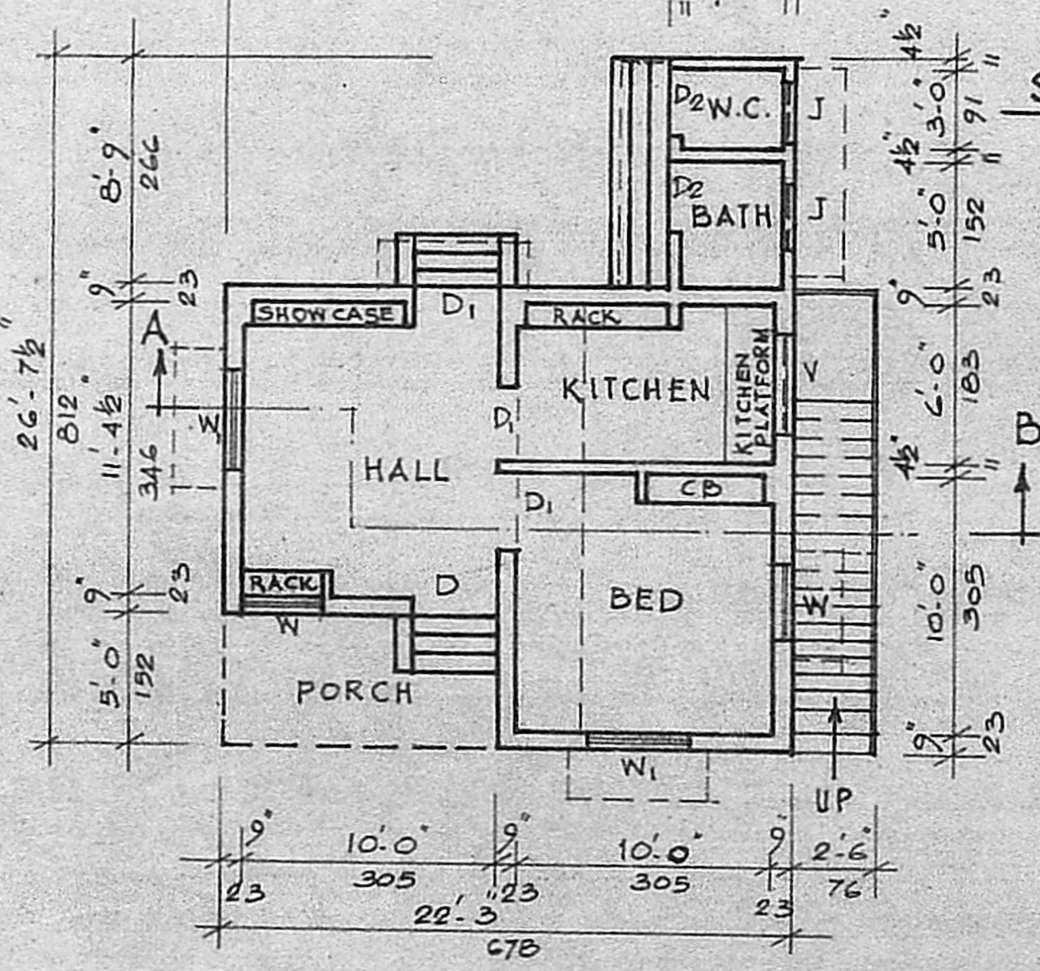 4½"
D2 W.C. J
3'-0"
91
"
4½"
"
8'-9"
266
D2
BATH J
5'-0"
152
9"
23
9"
23
SHOW CASE
D1
RACK
A
KITCHEN
KITCHEN PLATFORM
V
6'-0"
183
26'-7½"
812
11'-4½"
346
W
D1
HALL
4½"
"
B
CB
D1
9"
23
RACK
D
BED
W
10'-0"
305
W
5'-0"
152
PORCH
9"
23
W1
UP
9"
10'-0"
9"
10'-0"
9"
2'-6"
23
305
23
305
23
76
22'-3"
678